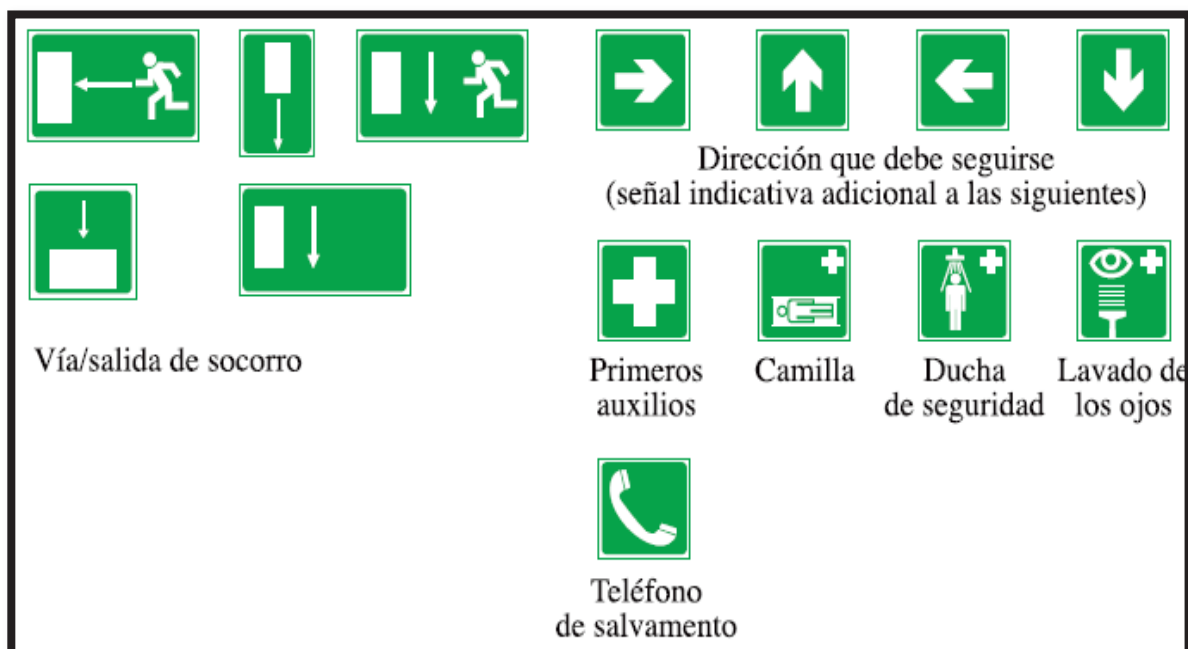 Dirección que debe seguirse
(señal indicativa adicional a las siguientes)
Vía/salida de socorro
Primeros
auxilios
Camilla
Ducha
de seguridad
Lavado de
los ojos
Teléfono
de salvamento